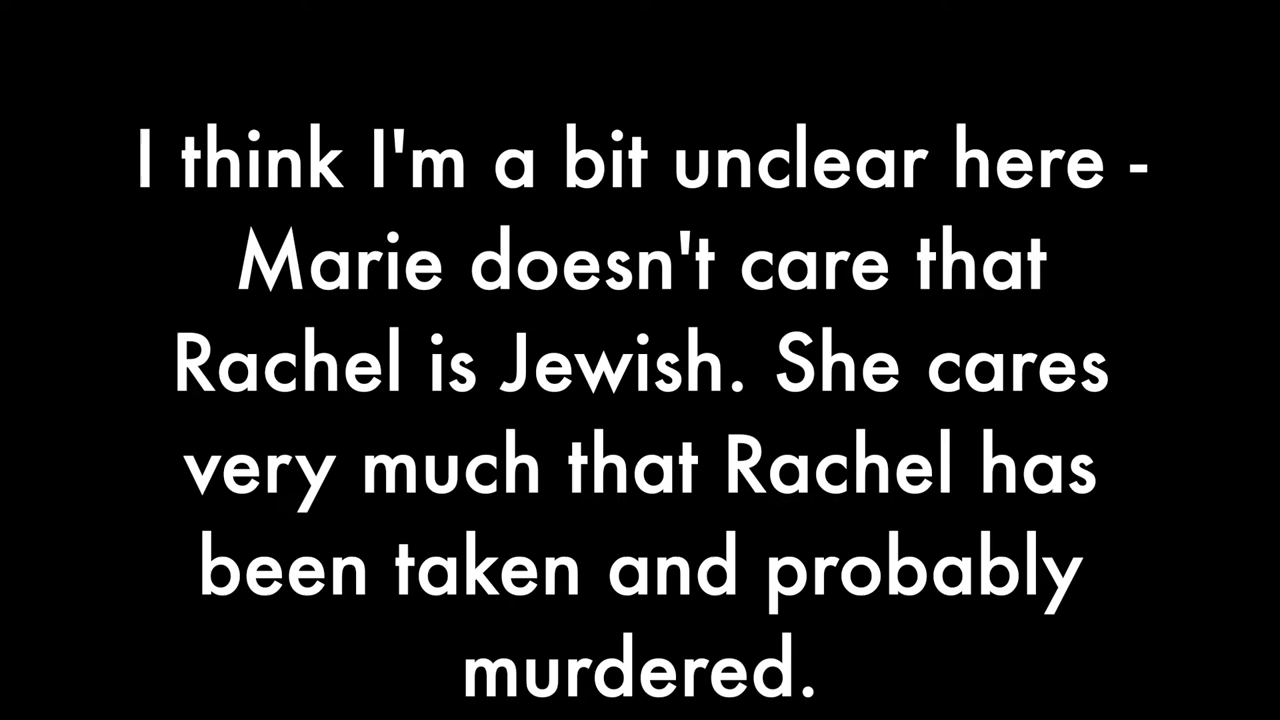 I think I'm a bit unclear here -
Marie doesn't care that
Rachel is Jewish. She cares
very much that Rachel has
been taken and probably
murdered.